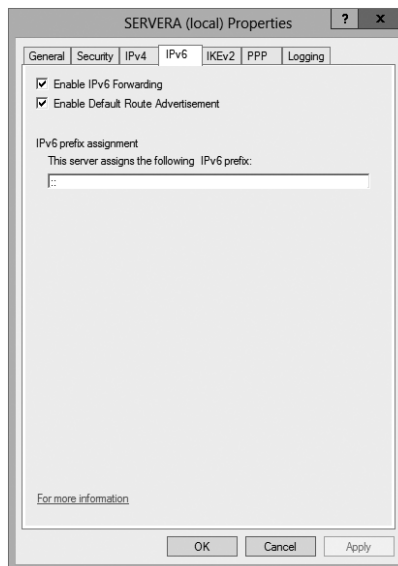 SERVERA (local) Properties ? x
General Security IPv4 IPv6 IKEv2 PPP Logging
Enable IPv6 Forwarding
Enable Default Route Advertisement
IPv6 prefix assignment
This server assigns the following IPv6 prefix:
::
For more information
OK Cancel Apply